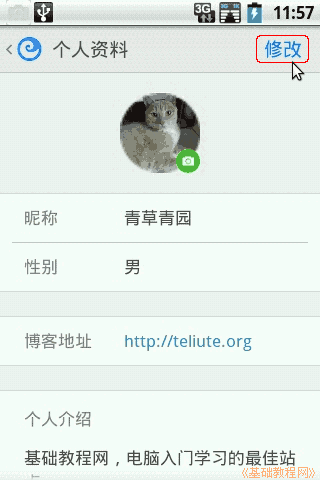 3G 11:57
个人资料 修改
昵称 青草青园
性别 男
博客地址 http://teliute.org
个人介绍
基础教程网，电脑入门学习的最佳站
《基础教程网》